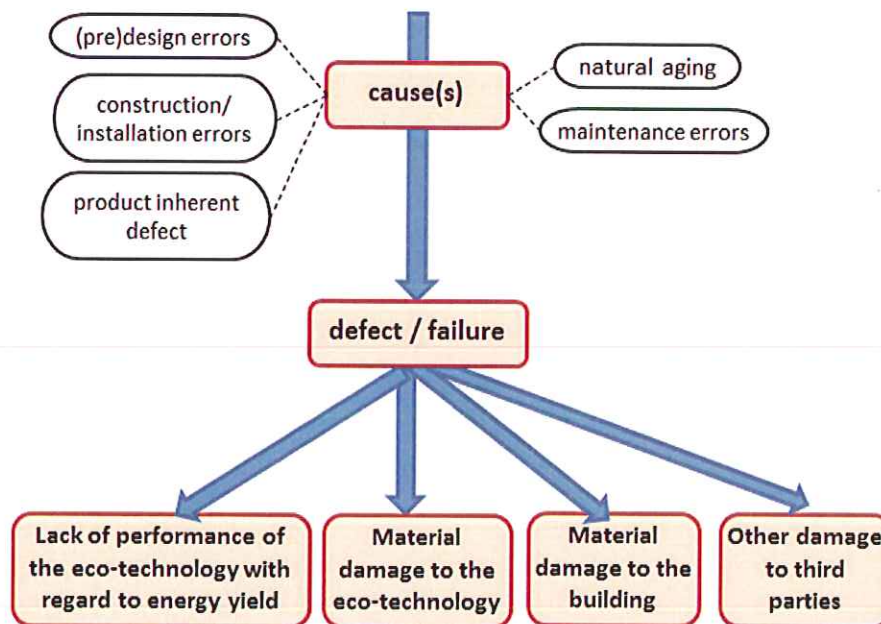 (pre)design errors
construction/
installation errors
product inherent
defect
cause(s)
natural aging
maintenance errors
defect / failure
Lack of performance of
the eco-technology with
regard to energy yield
Material
damage to the
eco-technology
Material
damage to the
building
Other damage
to third
parties